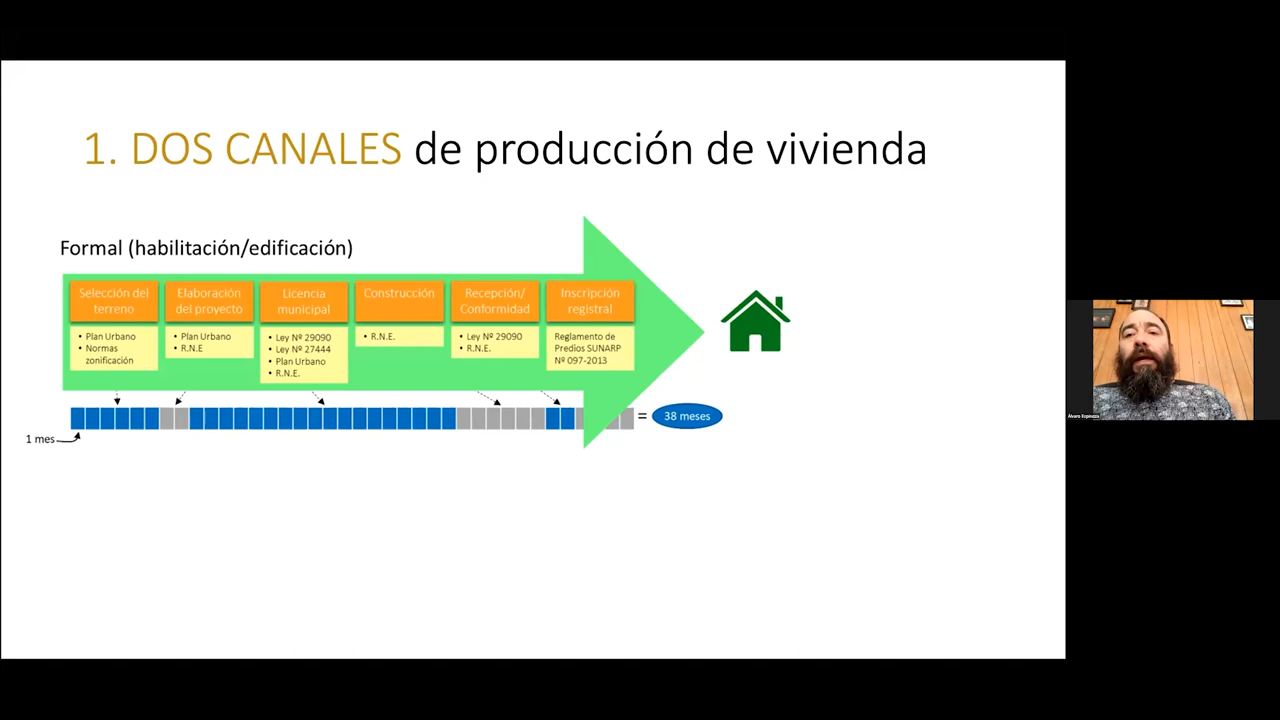 1. DOS CANALES de producción de vivienda
Formal (habilitación/edificación)
Selección del
terreno
• Plan Urbano
• Normas
zonificación
Elaboración
del proyecto
• Plan Urbano
• R.N.E
Licencia
municipal
• Ley Nº 29090
• Ley Nº 27444
• Plan Urbano
• R.N.E.
Construcción
• R.N.E.
Recepción/
Conformidad
• Ley Nº 29090
• R.N.E.
Inscripción
registral
Reglamento de
Predios SUNARP
Nº 097-2013
= 38 meses
1 mes
Álvaro Espinoza